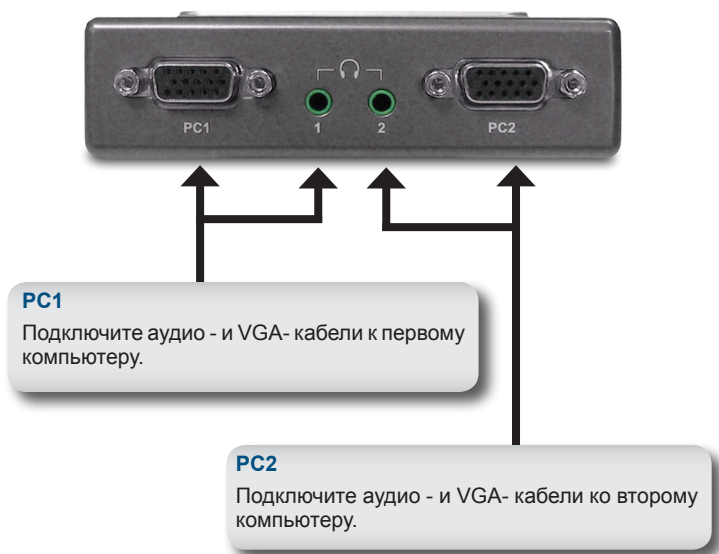 PC1 1 2 PC2
PC1
Подключите аудио - и VGA- кабели к первому
компьютеру.
PC2
Подключите аудио - и VGA- кабели ко второму
компьютеру.